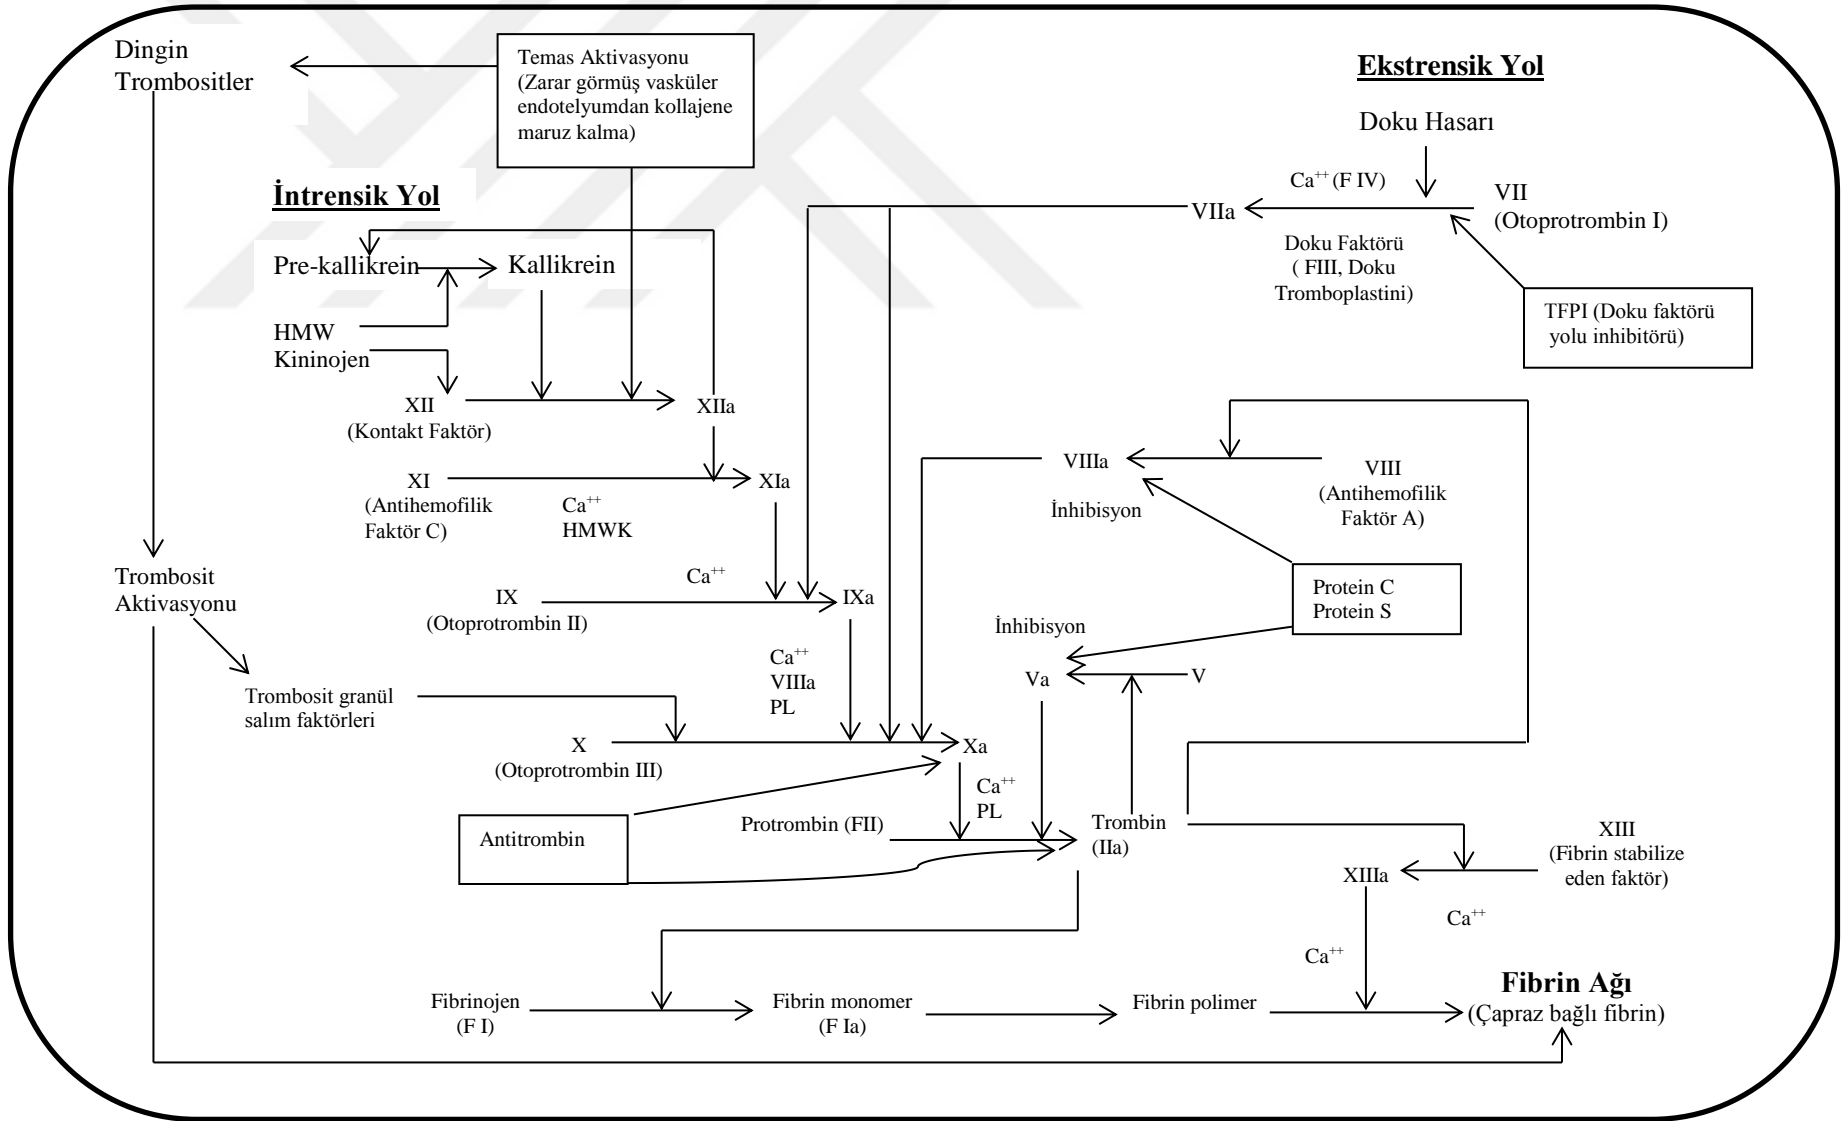 Dingin
Trombositler
Temas Aktivasyonu
(Zarar görmüş vasküler
endotelyumdan kollajene
maruz kalma)
Ekstrensik Yol
Doku Hasarı
Ca++ (F IV)
VIIa
VII
(Otoprotrombin I)
Doku Faktörü
( FIII, Doku
Tromboplastini)
TFPI (Doku faktörü
yolu inhibitörü)
İntrensik Yol
Pre-kallikrein
Kallikrein
HMW
Kininojen
XII
(Kontakt Faktör)
XIIa
XI
(Antihemofilik
Faktör C)
Ca++
HMWK
XIa
VIIIa
VIII
(Antihemofilik
Faktör A)
İnhibisyon
Trombosit
Aktivasyonu
IX
(Otoprotrombin II)
Ca++
IXa
Protein C
Protein S
İnhibisyon
Ca++
VIIIa
PL
Va
V
Trombosit granül
salım faktörleri
X
(Otoprotrombin III)
Xa
Ca++
PL
Antitrombin
Protrombin (FII)
Trombin
(IIa)
XIII
(Fibrin stabilize
eden faktör)
XIIIa
Ca++
Ca++
Fibrinojen
(F I)
Fibrin monomer
(F Ia)
Fibrin polimer
Fibrin Ağı
(Çapraz bağlı fibrin)